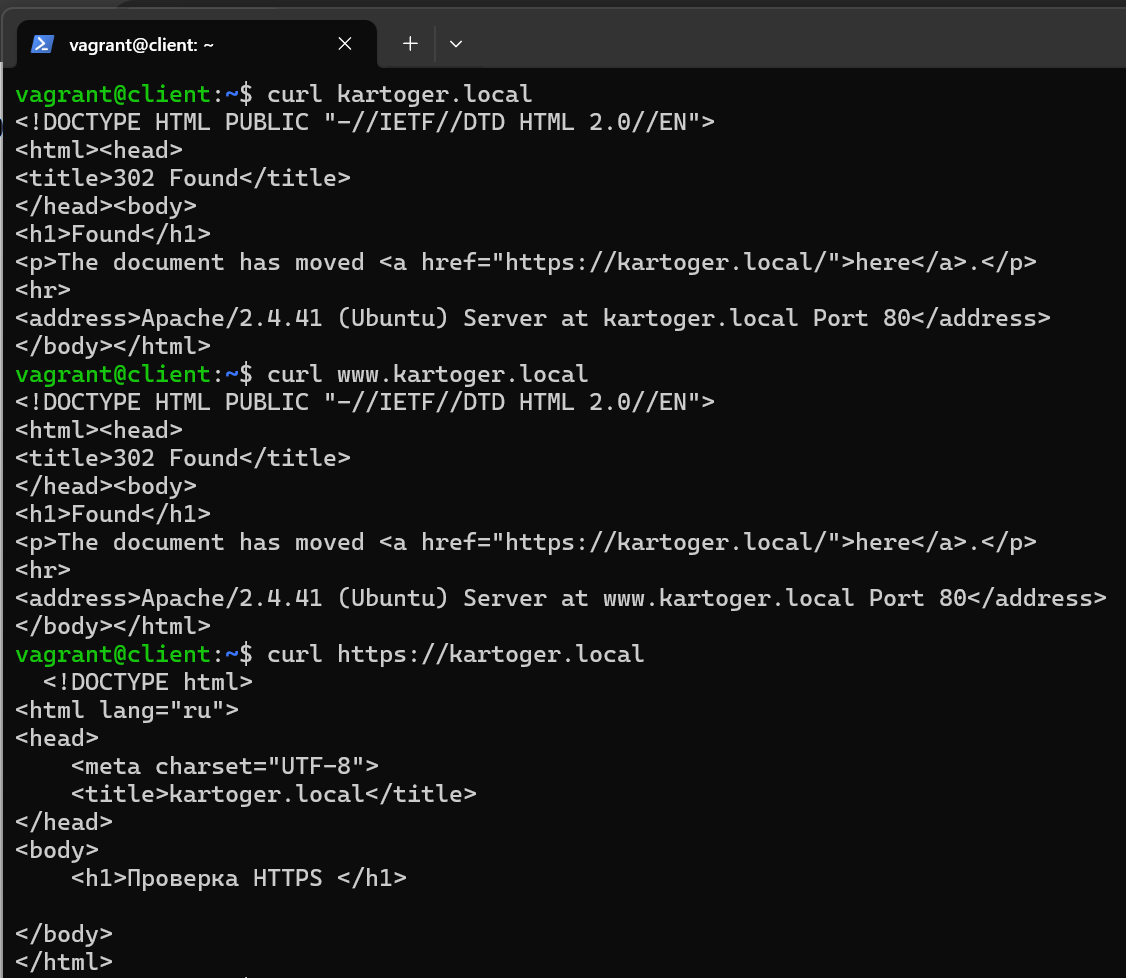 vagrant@client: ~
vagrant@client:~$ curl kartoger.local
<!DOCTYPE HTML PUBLIC "-//IETF//DTD HTML 2.0//EN">
<html><head>
<title>302 Found</title>
</head><body>
<h1>Found</h1>
<p>The document has moved <a href="https://kartoger.local/">here</a>.</p>
<hr>
<address>Apache/2.4.41 (Ubuntu) Server at kartoger.local Port 80</address>
</body></html>
vagrant@client:~$ curl www.kartoger.local
<!DOCTYPE HTML PUBLIC "-//IETF//DTD HTML 2.0//EN">
<html><head>
<title>302 Found</title>
</head><body>
<h1>Found</h1>
<p>The document has moved <a href="https://kartoger.local/">here</a>.</p>
<hr>
<address>Apache/2.4.41 (Ubuntu) Server at www.kartoger.local Port 80</address>
</body></html>
vagrant@client:~$ curl https://kartoger.local
  <!DOCTYPE html>
<html lang="ru">
<head>
    <meta charset="UTF-8">
    <title>kartoger.local</title>
</head>
<body>
    <h1>Проверка HTTPS </h1>

</body>
</html>